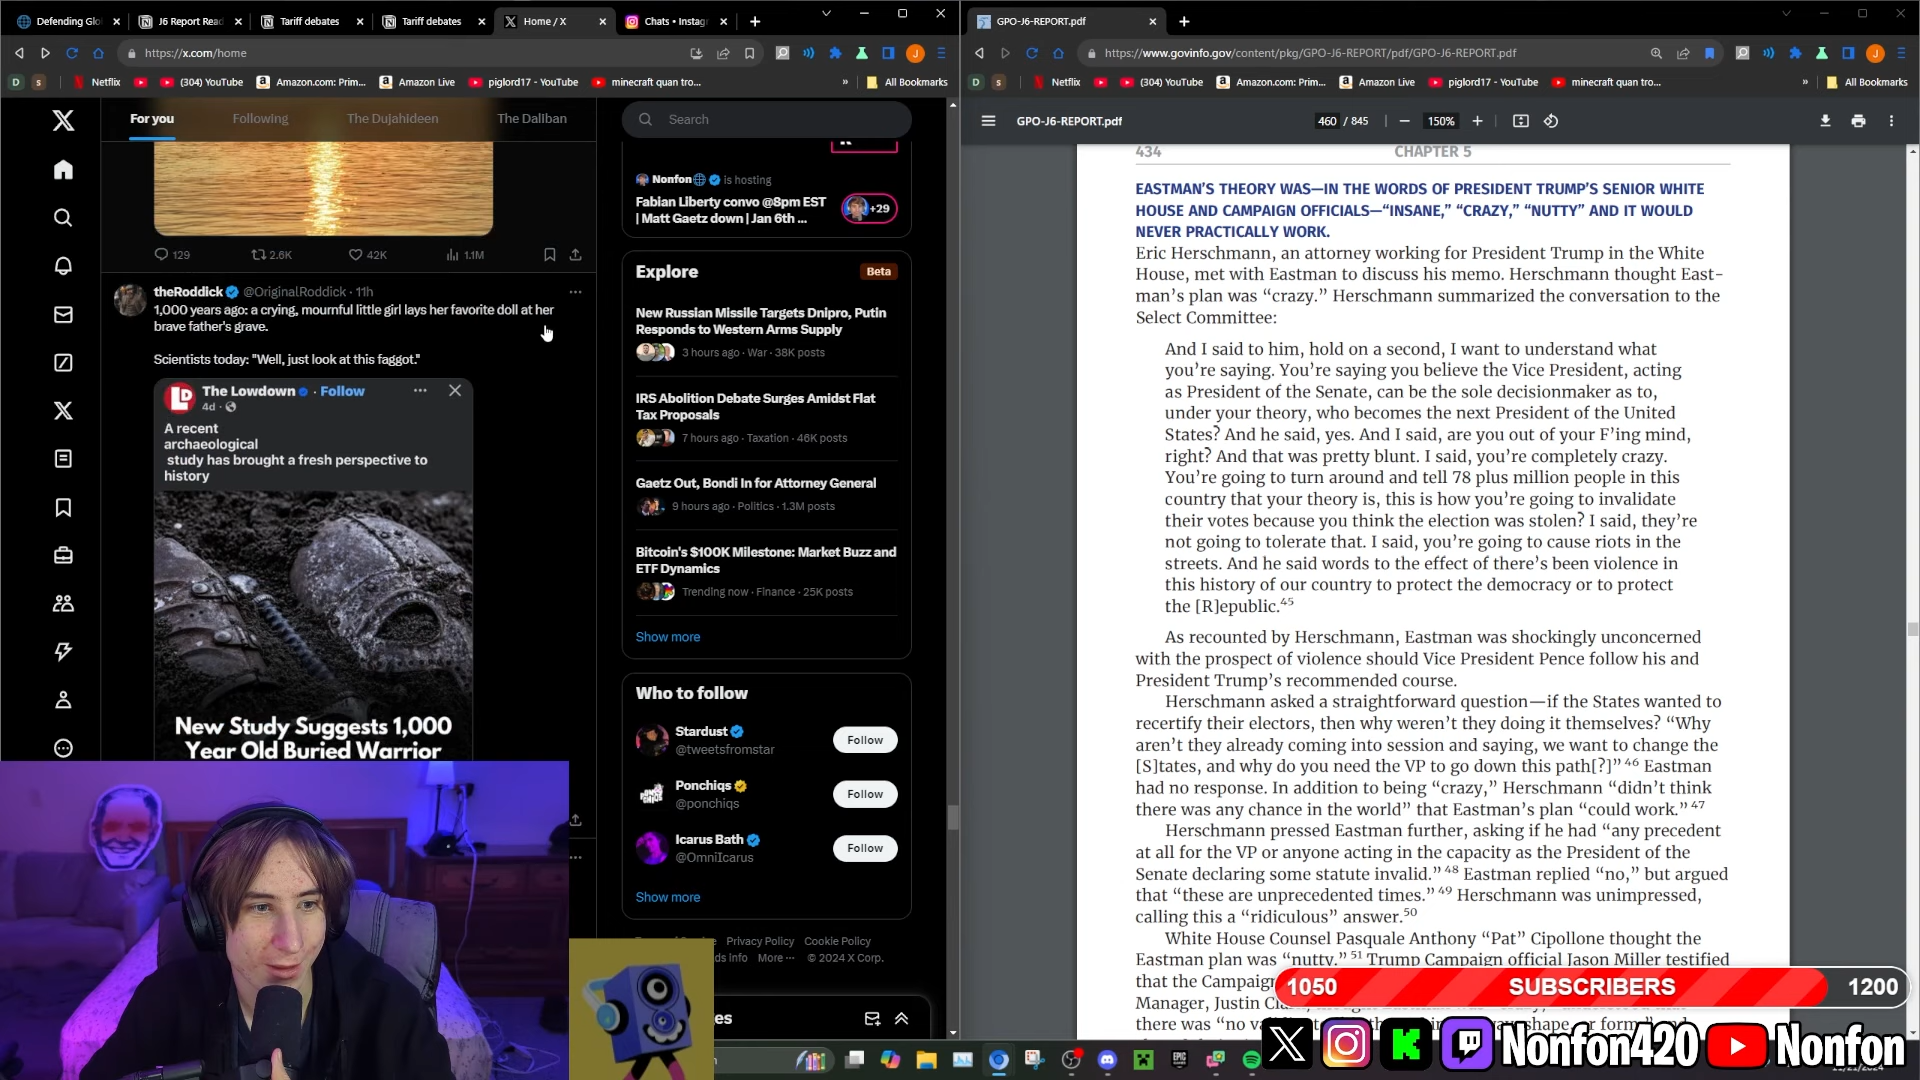 Defending Glo
J6 Report Read
Tariff debates
Tariff debates
Home / X
Chats • Instag
GPO-J6-REPORT.pdf
https://x.com/home
https://www.govinfo.gov/content/pkg/GPO-J6-REPORT/pdf/GPO-J6-REPORT.pdf
D
s
Netflix
(304) YouTube
Amazon.com: Prim...
Amazon Live
piglord17 - YouTube
minecraft quan tro...
»
All Bookmarks
D
s
Netflix
(304) YouTube
Amazon.com: Prim...
Amazon Live
piglord17 - YouTube
minecraft quan tro...
»
All Bookmarks
For you
Following
The Dujahideen
The Daliban
Search
129
2.6K
42K
1.1M
theRoddick @OriginalRoddick · 11h
1,000 years ago: a crying, mournful little girl lays her favorite doll at her
brave father's grave.
Scientists today: "Well, just look at this faggot."
LD
The Lowdown · Follow
4d ·
A recent
archaeological
study has brought a fresh perspective to
history
New Study Suggests 1,000
Year Old Buried Warrior
Nonfon is hosting
Fabian Liberty convo @8pm EST
| Matt Gaetz down | Jan 6th ...
+29
Explore
Beta
New Russian Missile Targets Dnipro, Putin
Responds to Western Arms Supply
3 hours ago · War · 38K posts
IRS Abolition Debate Surges Amidst Flat
Tax Proposals
7 hours ago · Taxation · 46K posts
Gaetz Out, Bondi In for Attorney General
9 hours ago · Politics · 1.3M posts
Bitcoin's $100K Milestone: Market Buzz and
ETF Dynamics
Trending now · Finance · 25K posts
Show more
Who to follow
Stardust
@tweetsfromstar
Follow
Ponchiqs
@ponchiqs
Follow
Icarus Bath
@OmniIcarus
Follow
Show more
Privacy Policy Cookie Policy
ds Info More ··· © 2024 X Corp.
es
GPO-J6-REPORT.pdf
460 / 845
150%
434
CHAPTER 5
EASTMAN'S THEORY WAS—IN THE WORDS OF PRESIDENT TRUMP'S SENIOR WHITE
HOUSE AND CAMPAIGN OFFICIALS—“INSANE,” “CRAZY,” “NUTTY” AND IT WOULD
NEVER PRACTICALLY WORK.
Eric Herschmann, an attorney working for President Trump in the White
House, met with Eastman to discuss his memo. Herschmann thought East-
man's plan was “crazy.” Herschmann summarized the conversation to the
Select Committee:
And I said to him, hold on a second, I want to understand what
you're saying. You're saying you believe the Vice President, acting
as President of the Senate, can be the sole decisionmaker as to,
under your theory, who becomes the next President of the United
States? And he said, yes. And I said, are you out of your F'ing mind,
right? And that was pretty blunt. I said, you're completely crazy.
You're going to turn around and tell 78 plus million people in this
country that your theory is, this is how you're going to invalidate
their votes because you think the election was stolen? I said, they're
not going to tolerate that. I said, you're going to cause riots in the
streets. And he said words to the effect of there's been violence in
this history of our country to protect the democracy or to protect
the [R]epublic.45
As recounted by Herschmann, Eastman was shockingly unconcerned
with the prospect of violence should Vice President Pence follow his and
President Trump's recommended course.
Herschmann asked a straightforward question—if the States wanted to
recertify their electors, then why weren't they doing it themselves? “Why
aren't they already coming into session and saying, we want to change the
[S]tates, and why do you need the VP to go down this path[?]” 46 Eastman
had no response. In addition to being “crazy,” Herschmann “didn't think
there was any chance in the world” that Eastman's plan “could work.” 47
Herschmann pressed Eastman further, asking if he had “any precedent
at all for the VP or anyone acting in the capacity as the President of the
Senate declaring some statute invalid.” 48 Eastman replied “no,” but argued
that “these are unprecedented times.” 49 Herschmann was unimpressed,
calling this a “ridiculous” answer.50
White House Counsel Pasquale Anthony “Pat” Cipollone thought the
Eastman plan was “nutty.” 51 Trump Campaign official Jason Miller testified
that the Campaign
Manager, Justin
there was “no
1050
SUBSCRIBERS
1200
Nonfon420
Nonfon